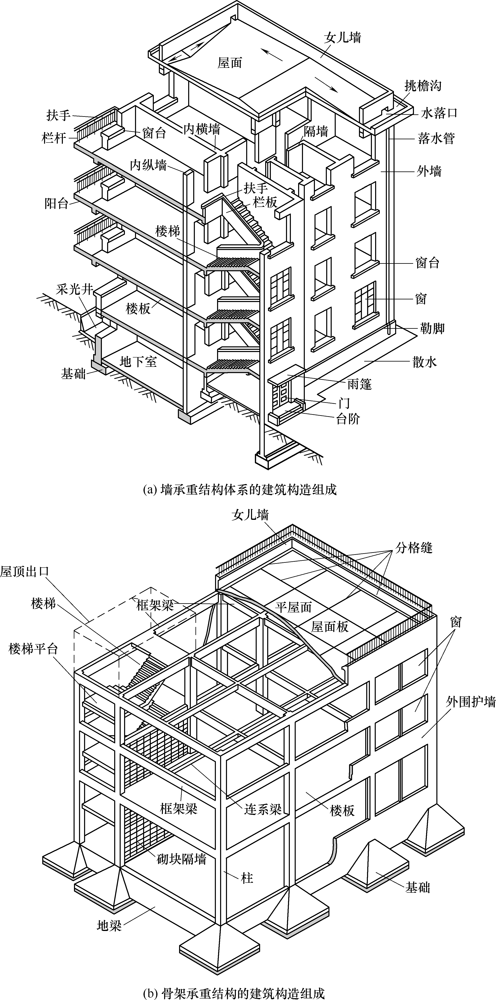 女儿墙
屋面
挑檐沟
扶手
水落口
内横墙
隔墙
栏杆
窗台
落水管
内纵墙
外墙
扶手
阳台
栏板
楼梯
窗台
采光井
窗
楼板
勒脚
地下室
散水
基础
雨篷
门
台阶
(a) 墙承重结构体系的建筑构造组成
女儿墙
分格缝
屋顶出口
楼梯
框架梁
平屋面
窗
屋面板
楼梯平台
外围护墙
框架梁
连系梁
楼板
砌块隔墙
柱
基础
地梁
(b) 骨架承重结构的建筑构造组成